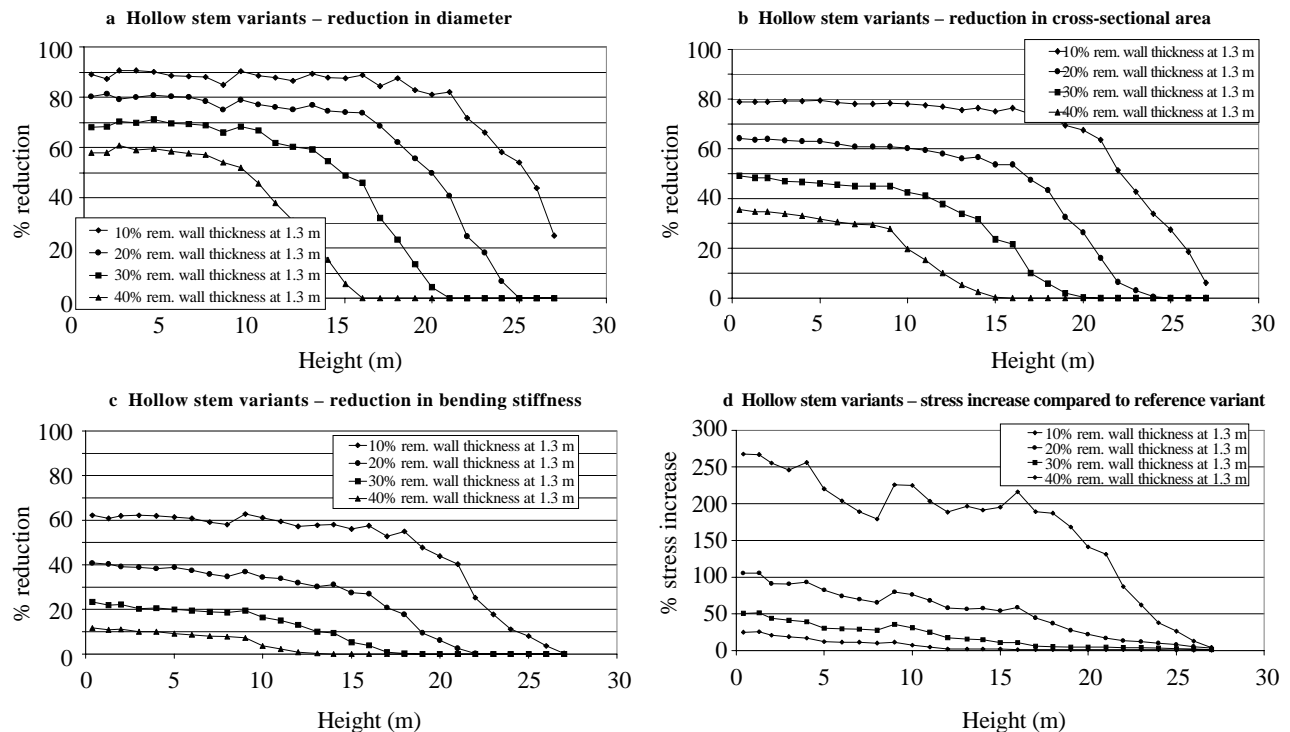 a Hollow stem variants – reduction in diameter
100
80
60
40
20
0
% reduction
10% rem. wall thickness at 1.3 m
20% rem. wall thickness at 1.3 m
30% rem. wall thickness at 1.3 m
40% rem. wall thickness at 1.3 m
0 5 10 15 20 25 30
Height (m)
b Hollow stem variants – reduction in cross-sectional area
100
80
60
40
20
0
% reduction
10% rem. wall thickness at 1.3 m
20% rem. wall thickness at 1.3 m
30% rem. wall thickness at 1.3 m
40% rem. wall thickness at 1.3 m
0 5 10 15 20 25 30
Height (m)
c Hollow stem variants – reduction in bending stiffness
100
80
60
40
20
0
% reduction
10% rem. wall thickness at 1.3 m
20% rem. wall thickness at 1.3 m
30% rem. wall thickness at 1.3 m
40% rem. wall thickness at 1.3 m
0 5 10 15 20 25 30
Height (m)
d Hollow stem variants – stress increase compared to reference variant
300
250
200
150
100
50
0
% stress increase
10% rem. wall thickness at 1.3 m
20% rem. wall thickness at 1.3 m
30% rem. wall thickness at 1.3 m
40% rem. wall thickness at 1.3 m
0 5 10 15 20 25 30
Height (m)